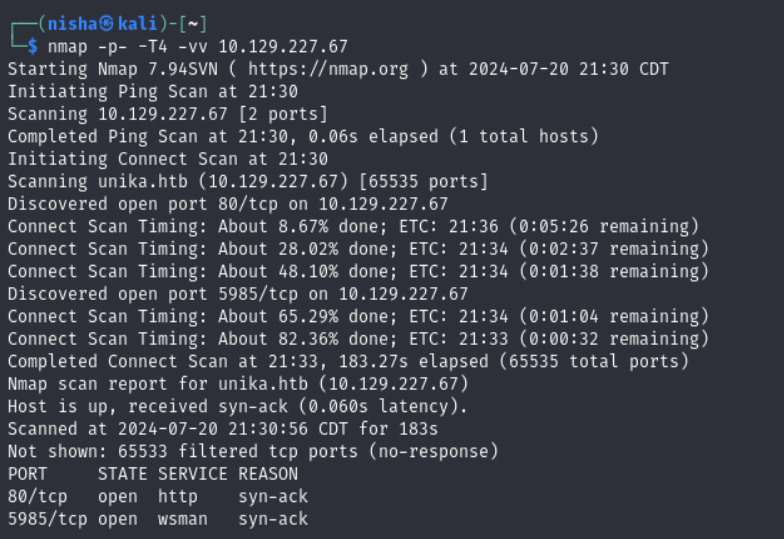 ┌──(nisha㉿kali)-[~]
└─$ nmap -p- -T4 -vv 10.129.227.67
Starting Nmap 7.94SVN ( https://nmap.org ) at 2024-07-20 21:30 CDT
Initiating Ping Scan at 21:30
Scanning 10.129.227.67 [2 ports]
Completed Ping Scan at 21:30, 0.06s elapsed (1 total hosts)
Initiating Connect Scan at 21:30
Scanning unika.htb (10.129.227.67) [65535 ports]
Discovered open port 80/tcp on 10.129.227.67
Connect Scan Timing: About 8.67% done; ETC: 21:36 (0:05:26 remaining)
Connect Scan Timing: About 28.02% done; ETC: 21:34 (0:02:37 remaining)
Connect Scan Timing: About 48.10% done; ETC: 21:34 (0:01:38 remaining)
Discovered open port 5985/tcp on 10.129.227.67
Connect Scan Timing: About 65.29% done; ETC: 21:34 (0:01:04 remaining)
Connect Scan Timing: About 82.36% done; ETC: 21:33 (0:00:32 remaining)
Completed Connect Scan at 21:33, 183.27s elapsed (65535 total ports)
Nmap scan report for unika.htb (10.129.227.67)
Host is up, received syn-ack (0.060s latency).
Scanned at 2024-07-20 21:30:56 CDT for 183s
Not shown: 65533 filtered tcp ports (no-response)
PORT     STATE SERVICE REASON
80/tcp   open  http    syn-ack
5985/tcp open  wsman   syn-ack